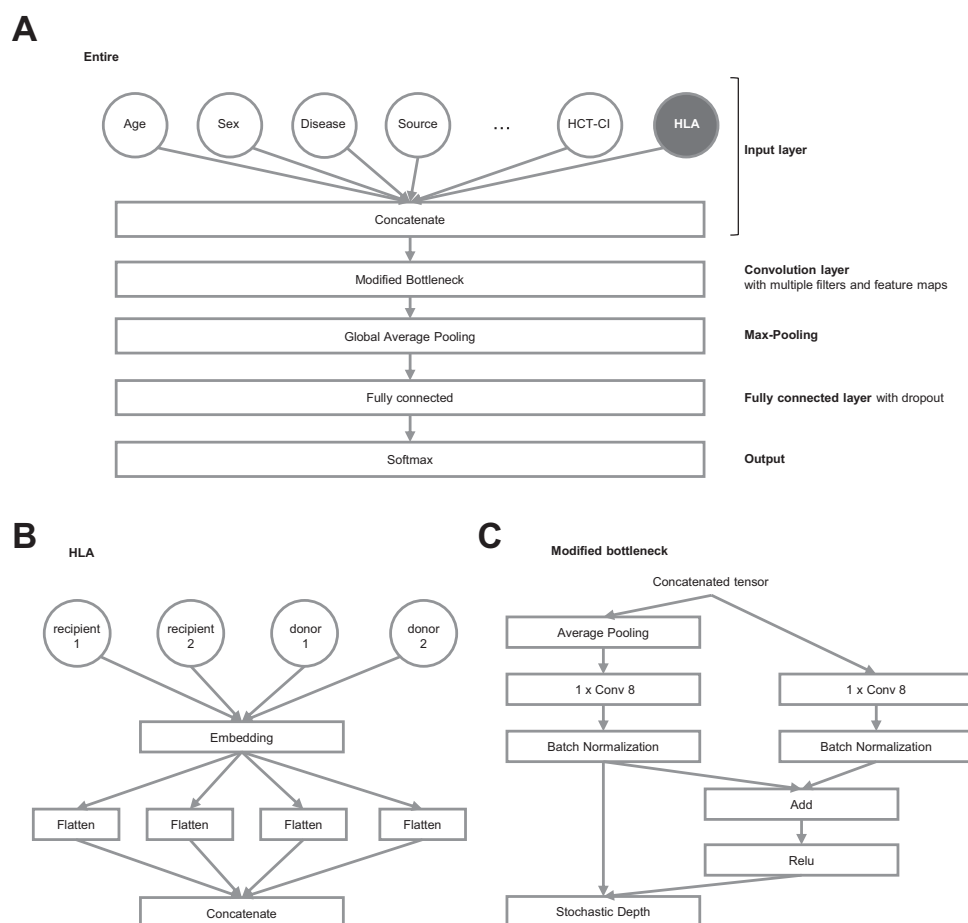 A
Entire
Age
Sex
Disease
Source
...
HCT-CI
HLA
Input layer
Concatenate
Modified Bottleneck
Convolution layer
with multiple filters and feature maps
Global Average Pooling
Max-Pooling
Fully connected
Fully connected layer with dropout
Softmax
Output
B
HLA
recipient
1
recipient
2
donor
1
donor
2
Embedding
Flatten
Flatten
Flatten
Flatten
Concatenate
C
Modified bottleneck
Concatenated tensor
Average Pooling
1 x Conv 8
1 x Conv 8
Batch Normalization
Batch Normalization
Add
Relu
Stochastic Depth